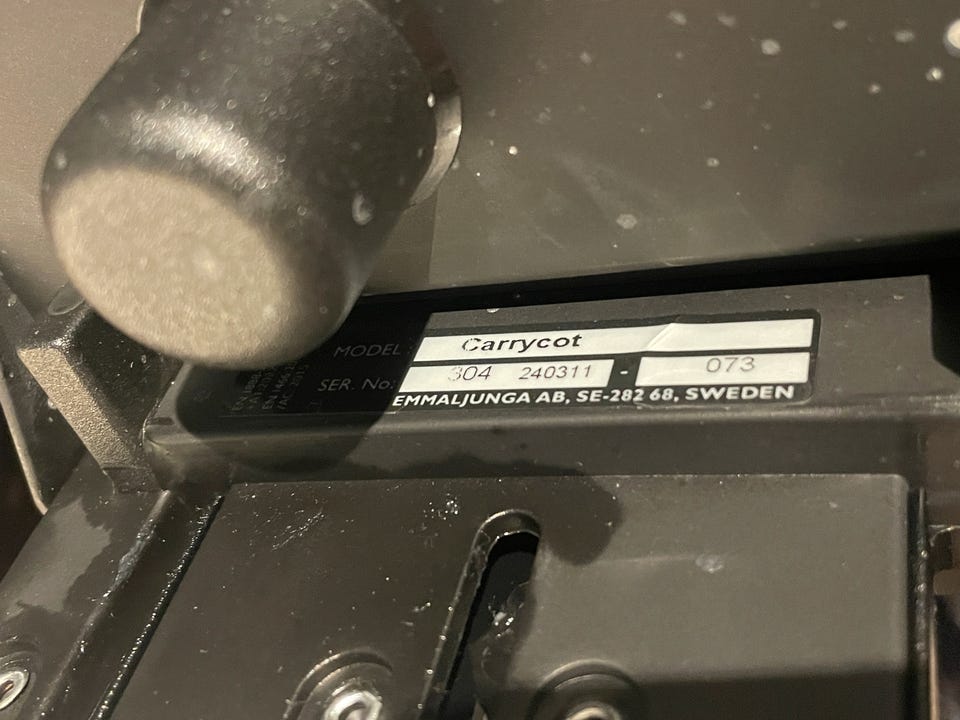 MODEL Carrycot
SER. No: 304 240311 - 073
EMMALJUNGA AB, SE-282 68, SWEDEN